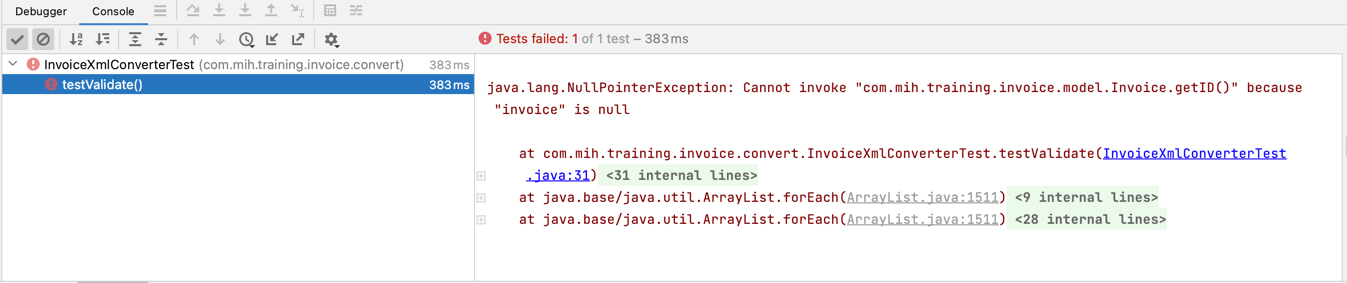 Debugger Console
Tests failed: 1 of 1 test – 383 ms
InvoiceXmlConverterTest (com.mih.training.invoice.convert) 383 ms
testValidate() 383 ms
java.lang.NullPointerException: Cannot invoke "com.mih.training.invoice.model.Invoice.getID()" because
"invoice" is null
at com.mih.training.invoice.convert.InvoiceXmlConverterTest.testValidate(InvoiceXmlConverterTest
.java:31) <31 internal lines>
at java.base/java.util.ArrayList.forEach(ArrayList.java:1511) <9 internal lines>
at java.base/java.util.ArrayList.forEach(ArrayList.java:1511) <28 internal lines>